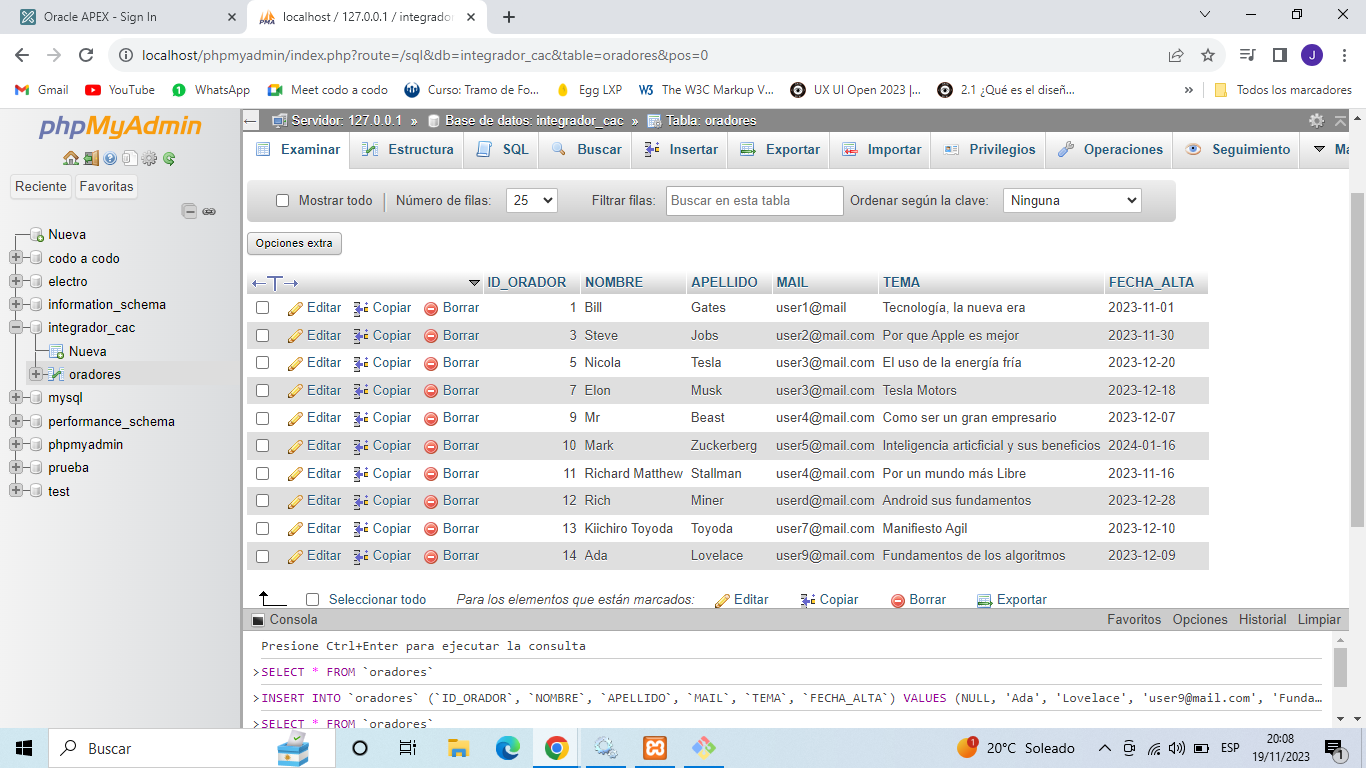 Oracle APEX - Sign In
localhost / 127.0.0.1 / integrador
localhost/phpmyadmin/index.php?route=/sql&db=integrador_cac&table=oradores&pos=0
J
Gmail YouTube WhatsApp Meet codo a codo Curso: Tramo de Fo... Egg LXP The W3C Markup V... UX UI Open 2023 |... 2.1 ¿Qué es el diseñ... » Todos los marcadores
phpMyAdmin
Reciente Favoritas
Nueva
codo a codo
electro
information_schema
integrador_cac
Nueva
oradores
mysql
performance_schema
phpmyadmin
prueba
test
Servidor: 127.0.0.1 » Base de datos: integrador_cac » Tabla: oradores
Examinar Estructura SQL Buscar Insertar Exportar Importar Privilegios Operaciones Seguimiento Ma
Mostrar todo Número de filas: 25 Filtrar filas: Buscar en esta tabla Ordenar según la clave: Ninguna
Opciones extra
ID_ORADOR NOMBRE APELLIDO MAIL TEMA FECHA_ALTA
Editar Copiar Borrar 1 Bill Gates user1@mail Tecnología, la nueva era 2023-11-01
Editar Copiar Borrar 3 Steve Jobs user2@mail.com Por que Apple es mejor 2023-11-30
Editar Copiar Borrar 5 Nicola Tesla user3@mail.com El uso de la energía fría 2023-12-20
Editar Copiar Borrar 7 Elon Musk user3@mail.com Tesla Motors 2023-12-18
Editar Copiar Borrar 9 Mr Beast user4@mail.com Como ser un gran empresario 2023-12-07
Editar Copiar Borrar 10 Mark Zuckerberg user5@mail.com Inteligencia articficial y sus beneficios 2024-01-16
Editar Copiar Borrar 11 Richard Matthew Stallman user4@mail.com Por un mundo más Libre 2023-11-16
Editar Copiar Borrar 12 Rich Miner userd@mail.com Android sus fundamentos 2023-12-28
Editar Copiar Borrar 13 Kiichiro Toyoda Toyoda user7@mail.com Manifiesto Agil 2023-12-10
Editar Copiar Borrar 14 Ada Lovelace user9@mail.com Fundamentos de los algoritmos 2023-12-09
Seleccionar todo Para los elementos que están marcados: Editar Copiar Borrar Exportar
Consola Favoritos Opciones Historial Limpiar
Presione Ctrl+Enter para ejecutar la consulta
>SELECT * FROM `oradores`
>INSERT INTO `oradores` (`ID_ORADOR`, `NOMBRE`, `APELLIDO`, `MAIL`, `TEMA`, `FECHA_ALTA`) VALUES (NULL, 'Ada', 'Lovelace', 'user9@mail.com', 'Funda...
>SELECT * FROM `oradores`
Buscar
1 20°C Soleado ESP 20:08
19/11/2023 1